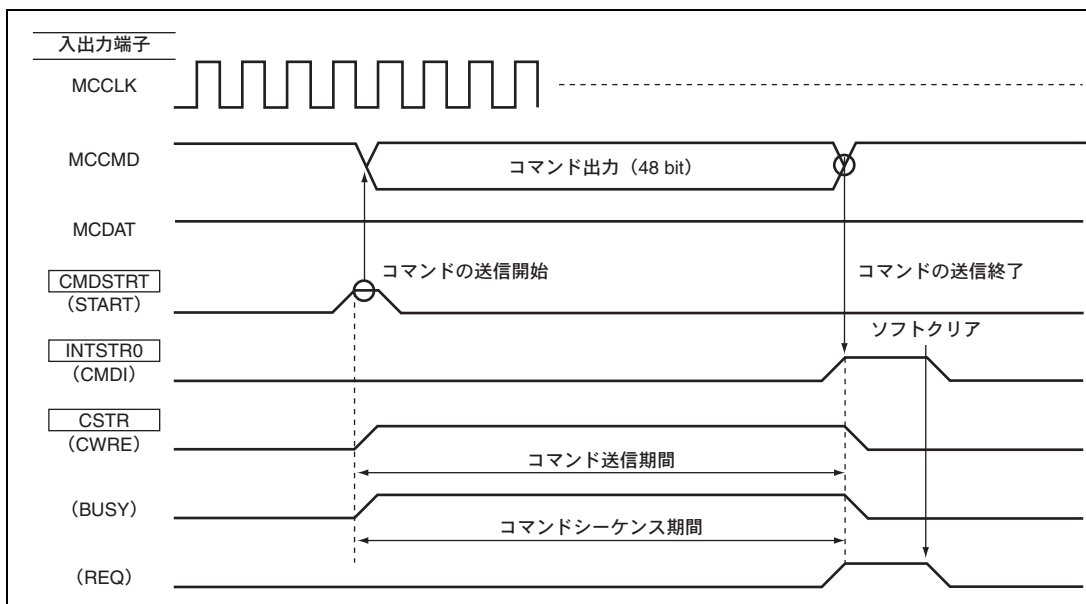 入出力端子
MCCLK
MCCMD
コマンド出力（48 bit）
MCDAT
コマンドの送信開始
コマンドの送信終了
CMDSTRT
（START）
ソフトクリア
INTSTR0
（CMDI）
CSTR
（CWRE）
コマンド送信期間
（BUSY）
コマンドシーケンス期間
（REQ）